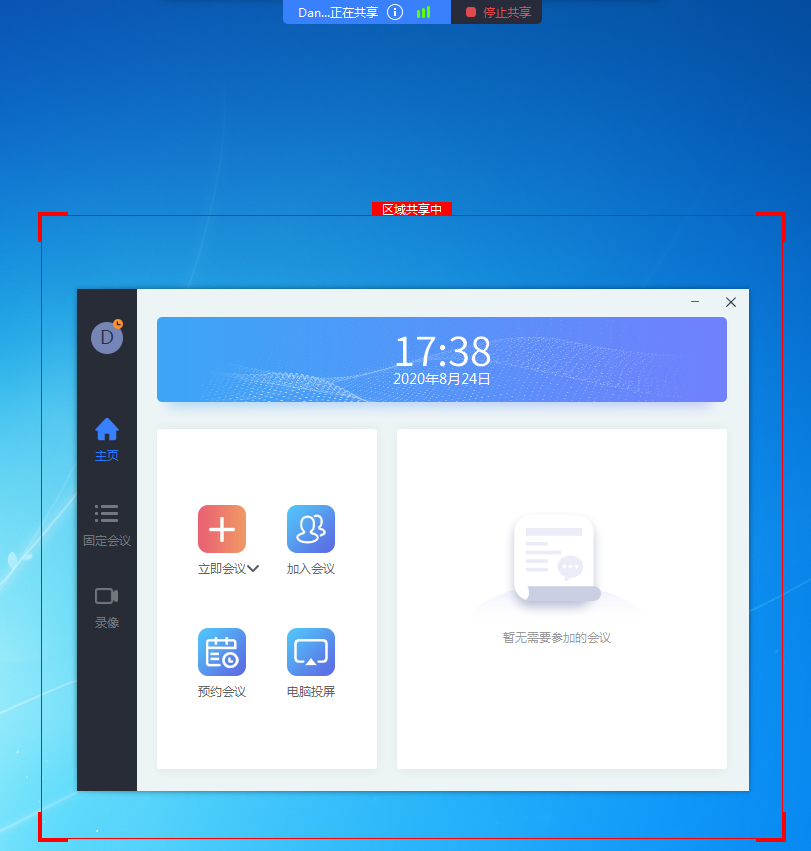 Dan...正在共享
停止共享
区域共享中
D
17:38
2020年8月24日
主页
固定会议
录像
立即会议
加入会议
预约会议
电脑投屏
暂无需要参加的会议